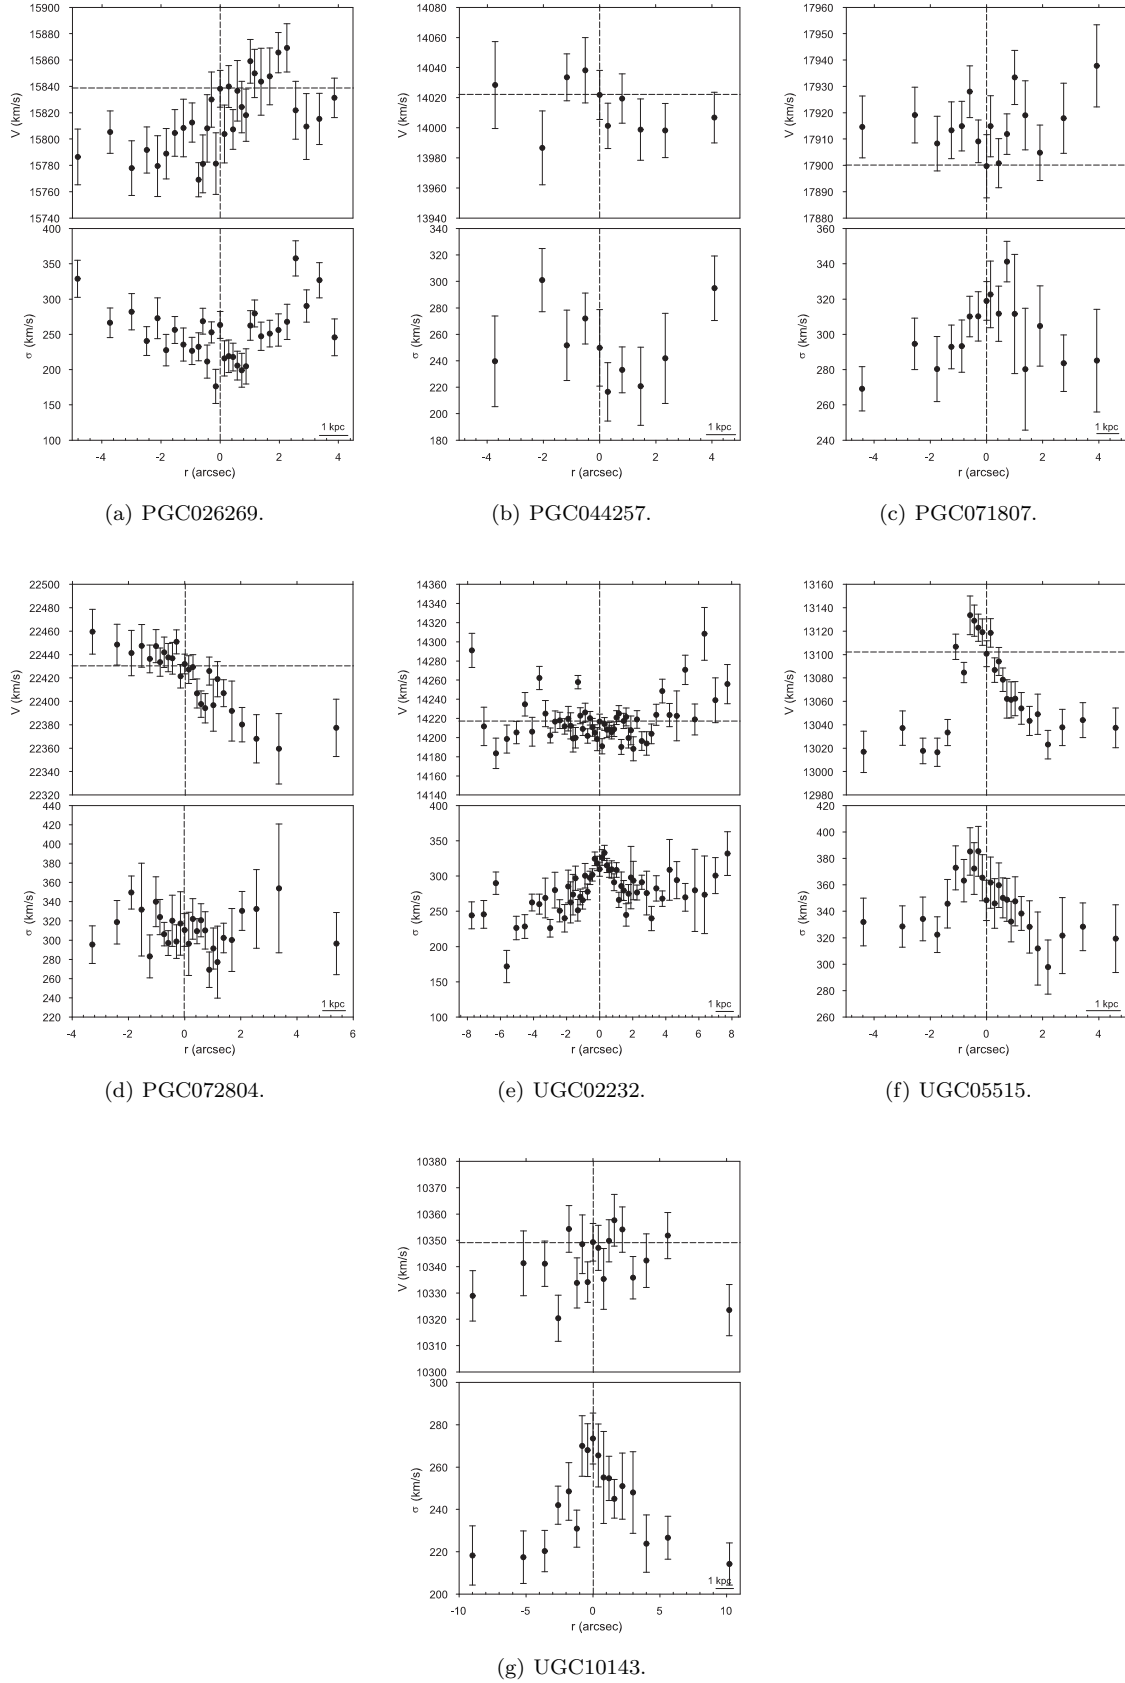 15900
15880
15860
15840
15820
15800
15780
15760
15740
V (km/s)
400
350
300
250
200
150
100
σ (km/s)
1 kpc
-4 -2 0 2 4
r (arcsec)
(a) PGC026269.
14080
14060
14040
14020
14000
13980
13960
13940
V (km/s)
340
320
300
280
260
240
220
200
180
σ (km/s)
1 kpc
-4 -2 0 2 4
r (arcsec)
(b) PGC044257.
17960
17950
17940
17930
17920
17910
17900
17890
17880
V (km/s)
360
340
320
300
280
260
240
σ (km/s)
1 kpc
-4 -2 0 2 4
r (arcsec)
(c) PGC071807.
22500
22480
22460
22440
22420
22400
22380
22360
22340
22320
V (km/s)
440
420
400
380
360
340
320
300
280
260
240
220
σ (km/s)
1 kpc
-4 -2 0 2 4 6
r (arcsec)
(d) PGC072804.
14360
14340
14320
14300
14280
14260
14240
14220
14200
14180
14160
14140
V (km/s)
400
350
300
250
200
150
100
σ (km/s)
1 kpc
-8 -6 -4 -2 0 2 4 6 8
r (arcsec)
(e) UGC02232.
13160
13140
13120
13100
13080
13060
13040
13020
13000
12980
V (km/s)
420
400
380
360
340
320
300
280
260
σ (km/s)
1 kpc
-4 -2 0 2 4
r (arcsec)
(f) UGC05515.
10380
10370
10360
10350
10340
10330
10320
10310
10300
V (km/s)
300
280
260
240
220
200
σ (km/s)
1 kpc
-10 -5 0 5 10
r (arcsec)
(g) UGC10143.